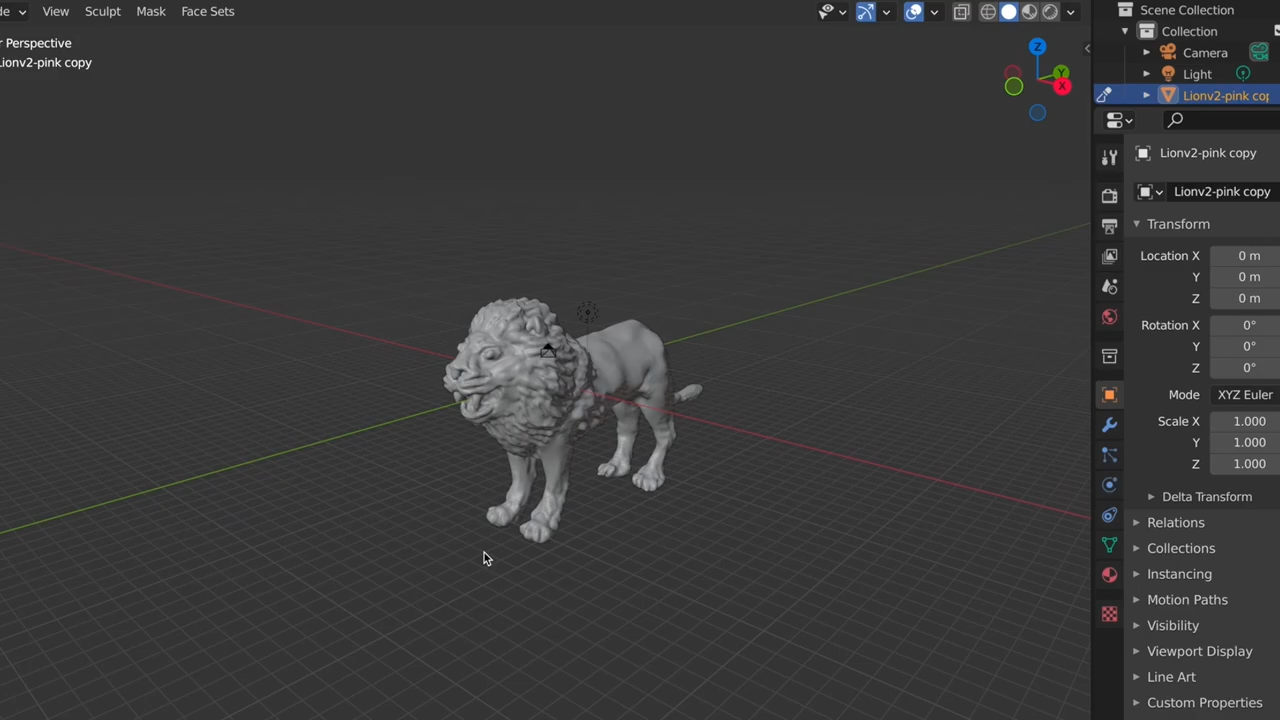 de View Sculpt Mask Face Sets
r Perspective
Lionv2-pink copy
Z
Y
X
Scene Collection
Collection
Camera
Light
Lionv2-pink cop
Lionv2-pink copy
Lionv2-pink copy
Transform
Location X 0 m
Y 0 m
Z 0 m
Rotation X 0°
Y 0°
Z 0°
Mode XYZ Euler
Scale X 1.000
Y 1.000
Z 1.000
Delta Transform
Relations
Collections
Instancing
Motion Paths
Visibility
Viewport Display
Line Art
Custom Properties